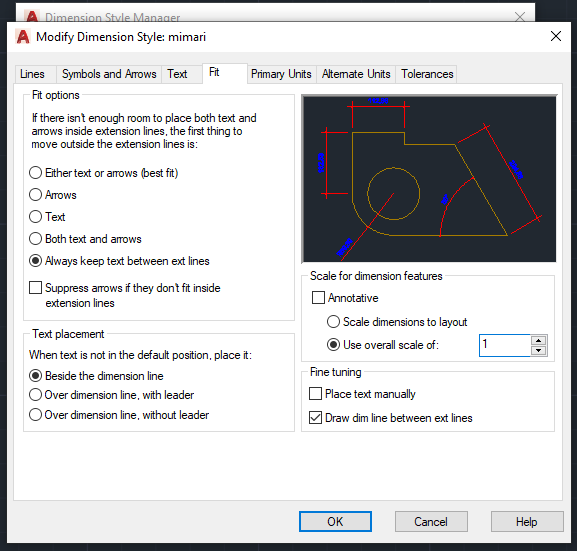 Dimension Style Manager
Modify Dimension Style: mimari
Lines
Symbols and Arrows
Text
Fit
Primary Units
Alternate Units
Tolerances
Fit options
If there isn't enough room to place both text and
arrows inside extension lines, the first thing to
move outside the extension lines is:
Either text or arrows (best fit)
Arrows
Text
Both text and arrows
Always keep text between ext lines
Suppress arrows if they don't fit inside
extension lines
Text placement
When text is not in the default position, place it:
Beside the dimension line
Over dimension line, with leader
Over dimension line, without leader
Scale for dimension features
Annotative
Scale dimensions to layout
Use overall scale of:
1
Fine tuning
Place text manually
Draw dim line between ext lines
OK
Cancel
Help